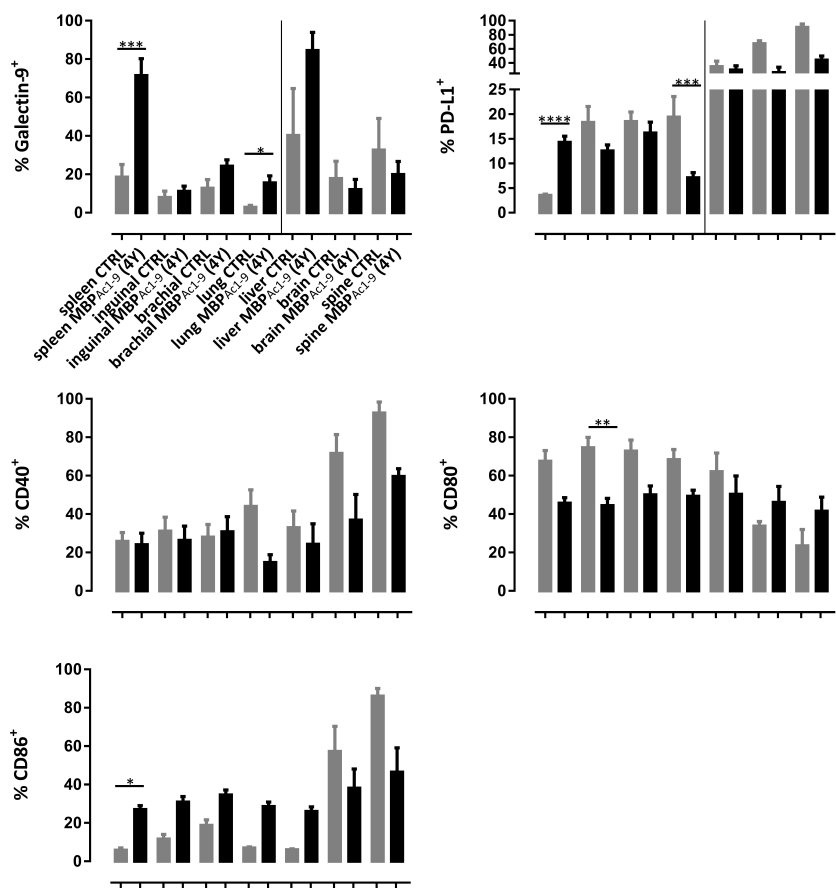 % Galectin-9+
100
80
60
40
20
0
***
*
spleen CTRL
spleen MBPAc1-9 (4Y)
inguinal CTRL
inguinal MBPAc1-9 (4Y)
brachial CTRL
brachial MBPAc1-9 (4Y)
lung CTRL
lung MBPAc1-9 (4Y)
liver CTRL
liver MBPAc1-9 (4Y)
brain CTRL
brain MBPAc1-9 (4Y)
spine CTRL
spine MBPAc1-9 (4Y)
% PD-L1+
100
80
60
40
25
20
15
10
5
0
****
***
% CD40+
100
80
60
40
20
0
% CD80+
100
80
60
40
20
0
**
% CD86+
100
80
60
40
20
0
*